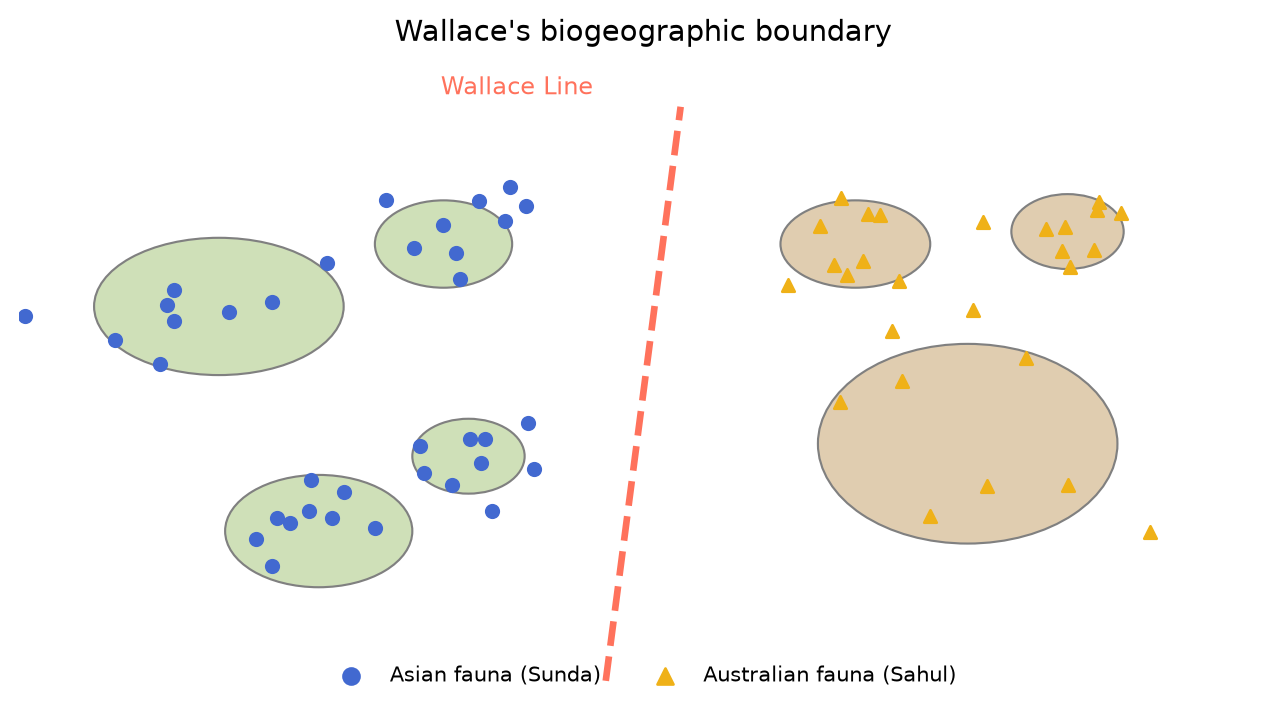 Wallace's biogeographic boundary
Wallace Line
Asian fauna (Sunda)
Australian fauna (Sahul)